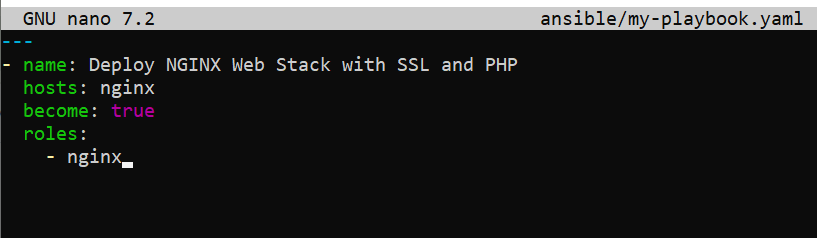 GNU nano 7.2 ansible/my-playbook.yaml
---
- name: Deploy NGINX Web Stack with SSL and PHP
  hosts: nginx
  become: true
  roles:
    - nginx